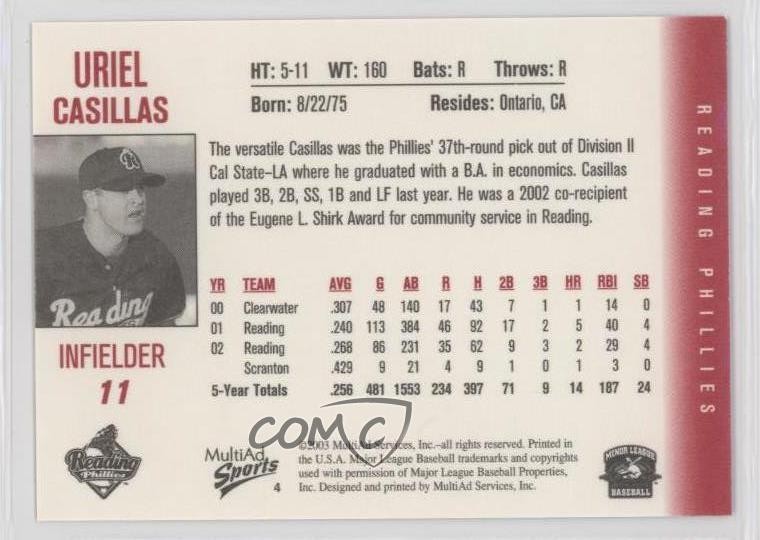 URIEL
CASILLAS
HT: 5-11 WT: 160 Bats: R Throws: R
Born: 8/22/75 Resides: Ontario, CA
The versatile Casillas was the Phillies' 37th-round pick out of Division II
Cal State-LA where he graduated with a B.A. in economics. Casillas
played 3B, 2B, SS, 1B and LF last year. He was a 2002 co-recipient
of the Eugene L. Shirk Award for community service in Reading.
R
Reading
INFIELDER
11
YR TEAM AVG G AB R H 2B 3B HR RBI SB
00 Clearwater .307 48 140 17 43 7 1 1 14 0
01 Reading .240 113 384 46 92 17 2 5 40 4
02 Reading .268 86 231 35 62 9 3 2 29 4
Scranton .429 9 21 4 9 1 0 1 3 0
5-Year Totals .256 481 1553 234 397 71 9 14 187 24
Reading
Phillies
MultiAd
Sports
4
©2003 MultiAd Services, Inc.–all rights reserved. Printed in
the U.S.A. Major League Baseball trademarks and copyrights
used with permission of Major League Baseball Properties,
Inc. Designed and printed by MultiAd Services, Inc.
MINOR LEAGUE
BASEBALL
READING PHILLIES
COMC